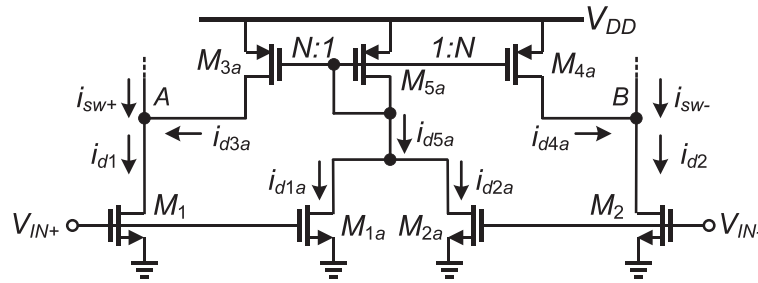 V_DD
N:1
1:N
M_3a
M_5a
M_4a
i_sw+
A
B
i_sw-
i_d3a
i_d5a
i_d4a
i_d1
i_d1a
i_d2a
i_d2
M_1
M_2
V_IN+
M_1a
M_2a
V_IN-